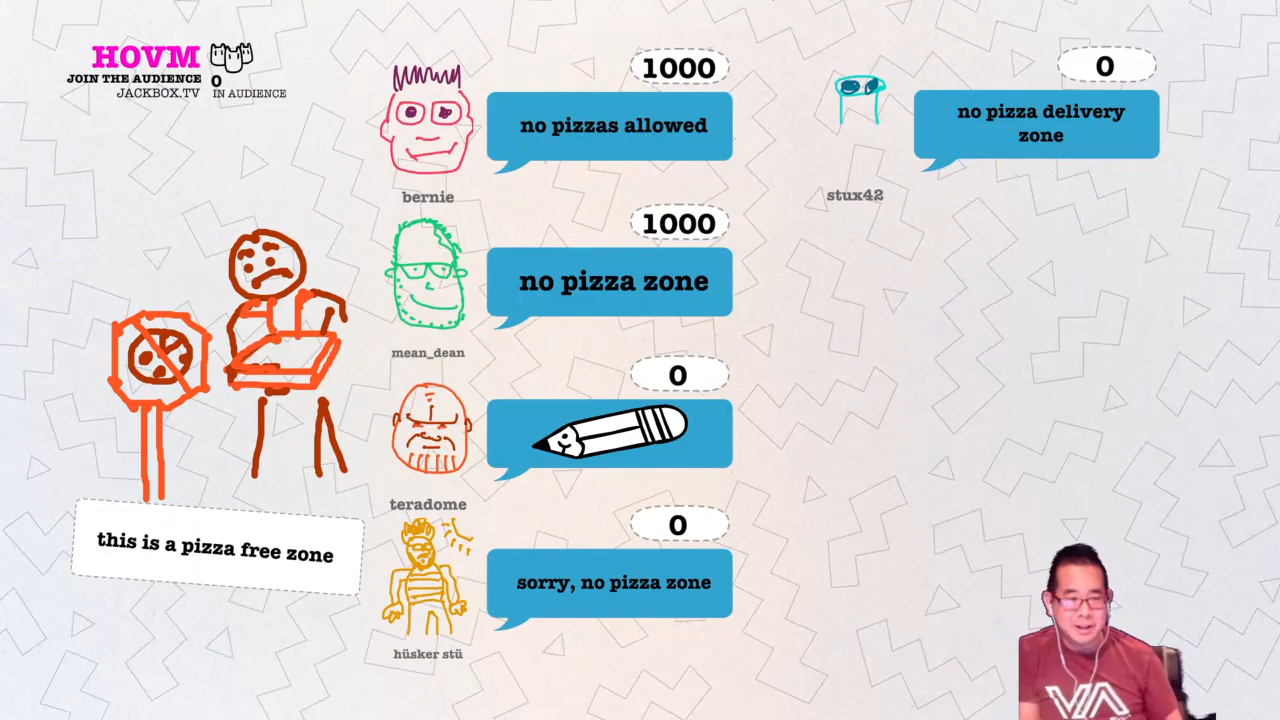 HOVM
JOIN THE AUDIENCE
JACKBOX.TV
0
IN AUDIENCE
1000
no pizzas allowed
bernie
1000
no pizza zone
mean_dean
0
teradome
0
sorry, no pizza zone
hüsker stü
0
no pizza delivery
zone
stux42
this is a pizza free zone
VA